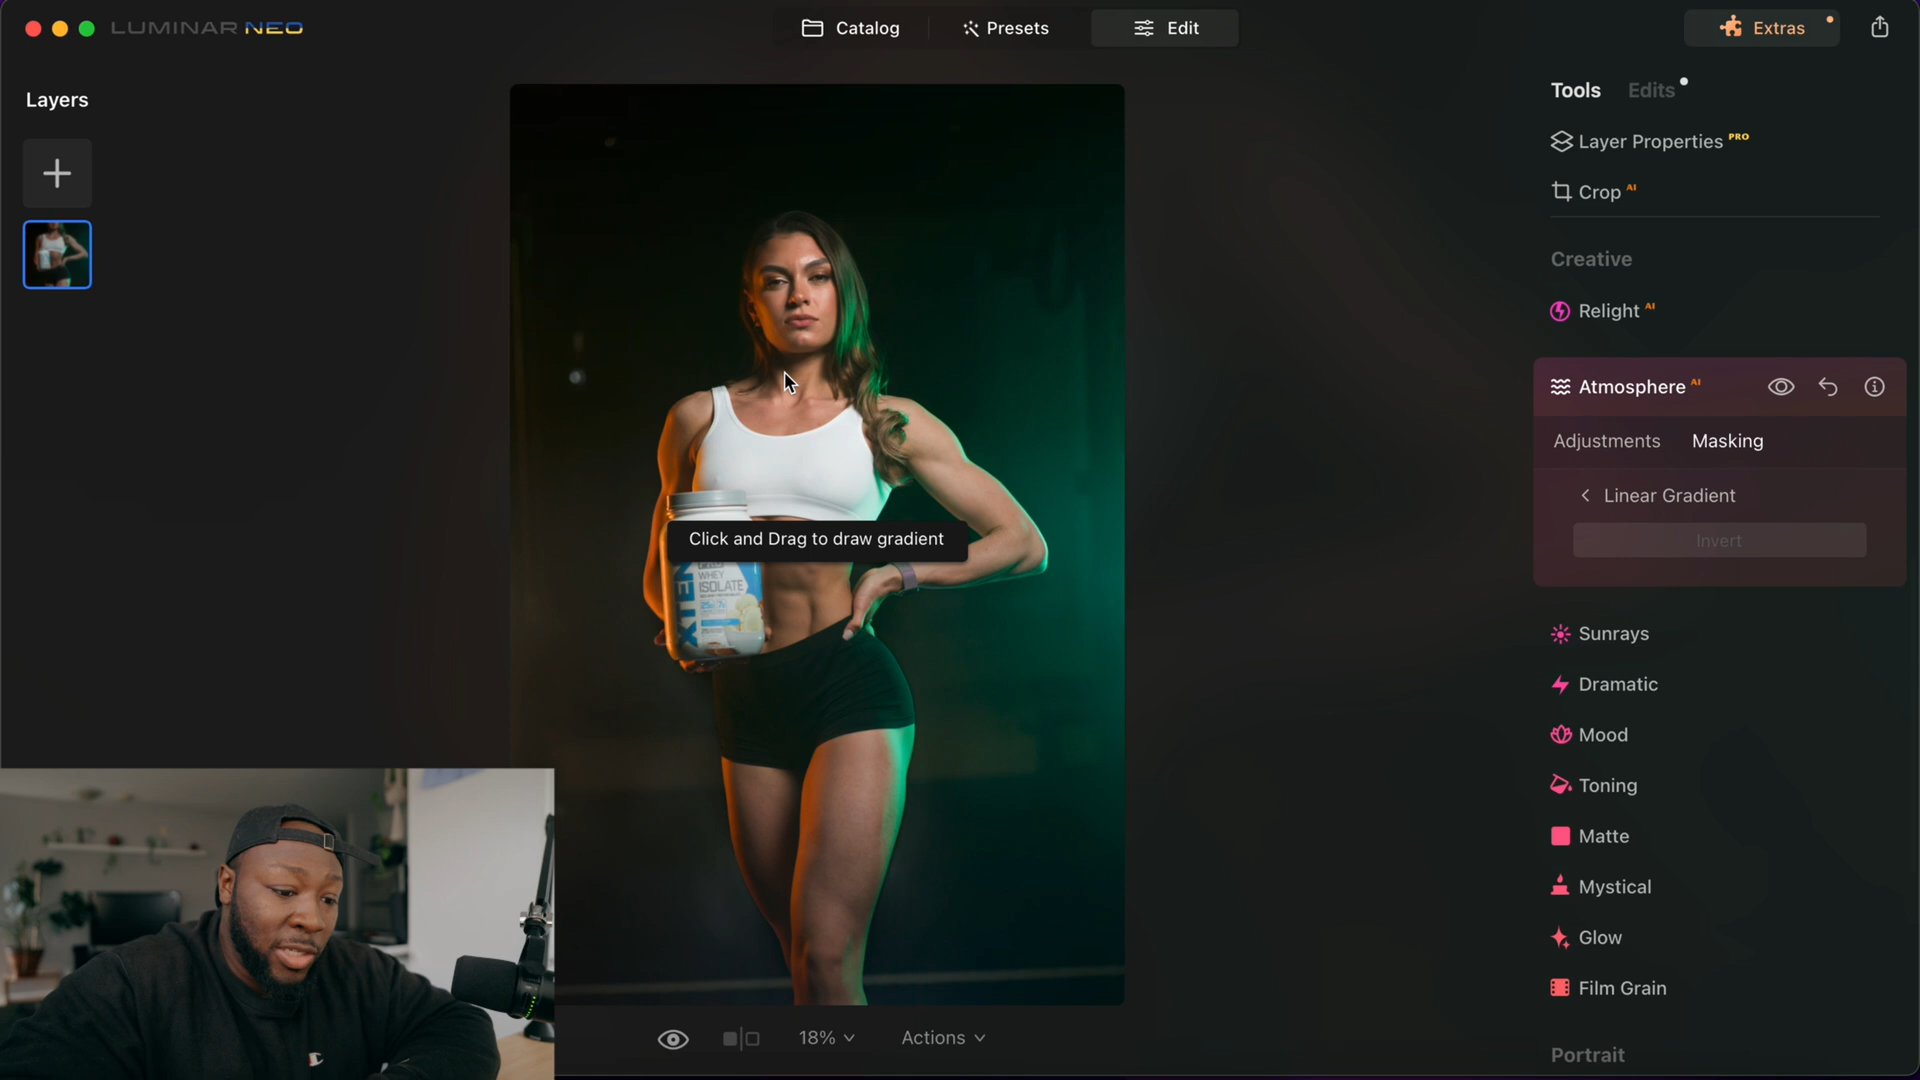 LUMINAR NEO
Catalog
Presets
Edit
Extras
Layers
Tools
Edits
Layer Properties PRO
Crop AI
Creative
Relight AI
Atmosphere AI
Adjustments
Masking
Linear Gradient
Invert
Click and Drag to draw gradient
WHEY
ISOLATE
XTEN
Sunrays
Dramatic
Mood
Toning
Matte
Mystical
Glow
Film Grain
Portrait
18%
Actions